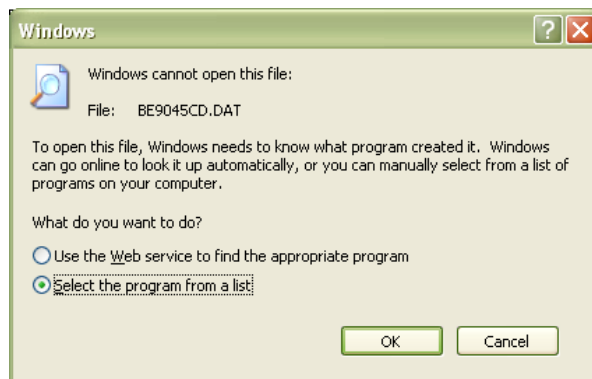 Windows
Windows cannot open this file:
File: BE9045CD.DAT
To open this file, Windows needs to know what program created it. Windows
can go online to look it up automatically, or you can manually select from a list of
programs on your computer.
What do you want to do?
Use the Web service to find the appropriate program
Select the program from a list
OK Cancel